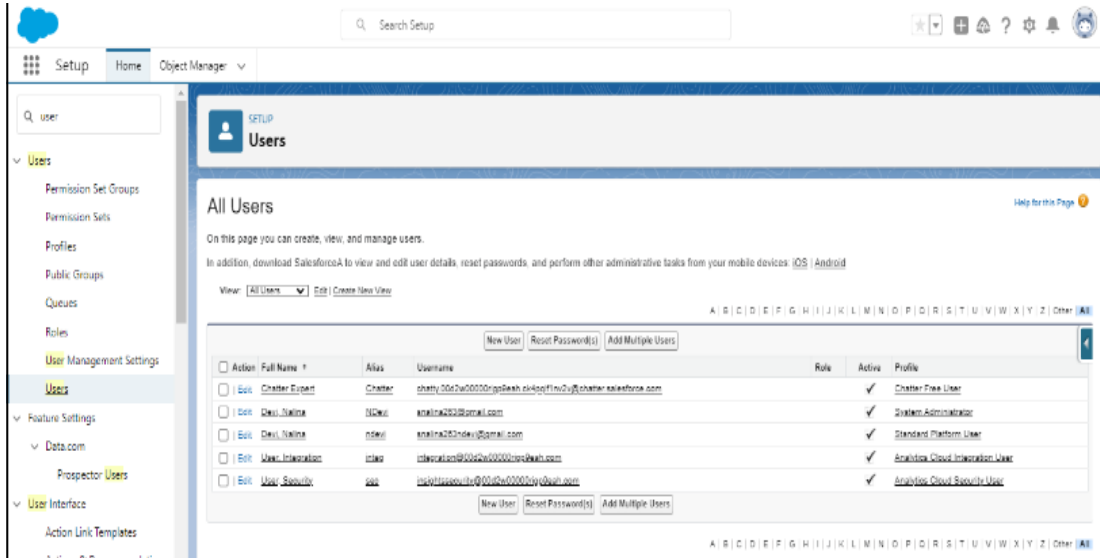 Search Setup
Setup Home Object Manager
user
SETUP
Users
Users
Permission Set Groups
Permission Sets
Profiles
Public Groups
Queues
Roles
User Management Settings
Users
Feature Settings
Data.com
Prospector Users
User Interface
Action Link Templates
All Users
Help for this Page
On this page you can create, view, and manage users.
In addition, download SalesforceA to view and edit user details, reset passwords, and perform other administrative tasks from your mobile devices: iOS | Android
View: All Users Edit | Create New View
A | B | C | D | E | F | G | H | I | J | K | L | M | N | O | P | Q | R | S | T | U | V | W | X | Y | Z | Other All
New User Reset Password(s) Add Multiple Users
Action Full Name Alias Username Role Active Profile
Edit Chatter Expert Chatter Chatter Free User
Edit Devi, Nalina NDevi System Administrator
Edit Devi, Nalina ndevi Standard Platform User
Edit User, Integration integ Analytics Cloud Integration User
Edit User, Security sec Analytics Cloud Security User
New User Reset Password(s) Add Multiple Users
A | B | C | D | E | F | G | H | I | J | K | L | M | N | O | P | Q | R | S | T | U | V | W | X | Y | Z | Other All